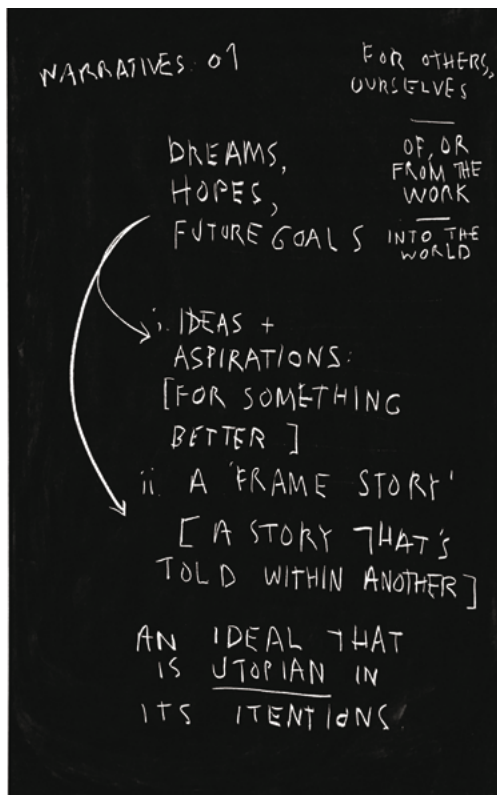 NARRATIVES: 01
FOR OTHERS,
OURSELVES
DREAMS,
HOPES,
FUTURE GOALS
OF, OR
FROM THE
WORK
INTO THE
WORLD
i. IDEAS +
ASPIRATIONS:
[FOR SOMETHING
BETTER]
ii. A 'FRAME STORY'
[A STORY THAT'S
TOLD WITHIN ANOTHER]
AN IDEAL THAT
IS UTOPIAN IN
ITS ITENTIONS.